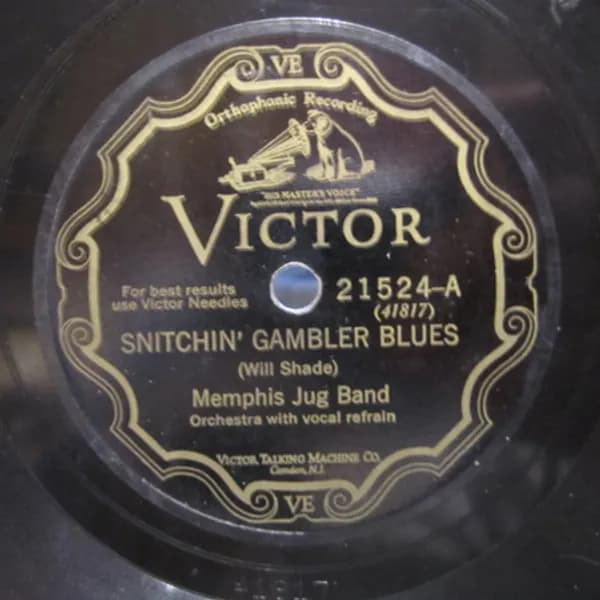 VE
Orthophonic Recording
"HIS MASTER'S VOICE"
VICTOR
For best results
use Victor Needles
21524-A
(41817)
SNITCHIN' GAMBLER BLUES
(Will Shade)
Memphis Jug Band
Orchestra with vocal refrain
VICTOR TALKING MACHINE CO.
Camden, N.J.
VE
41817